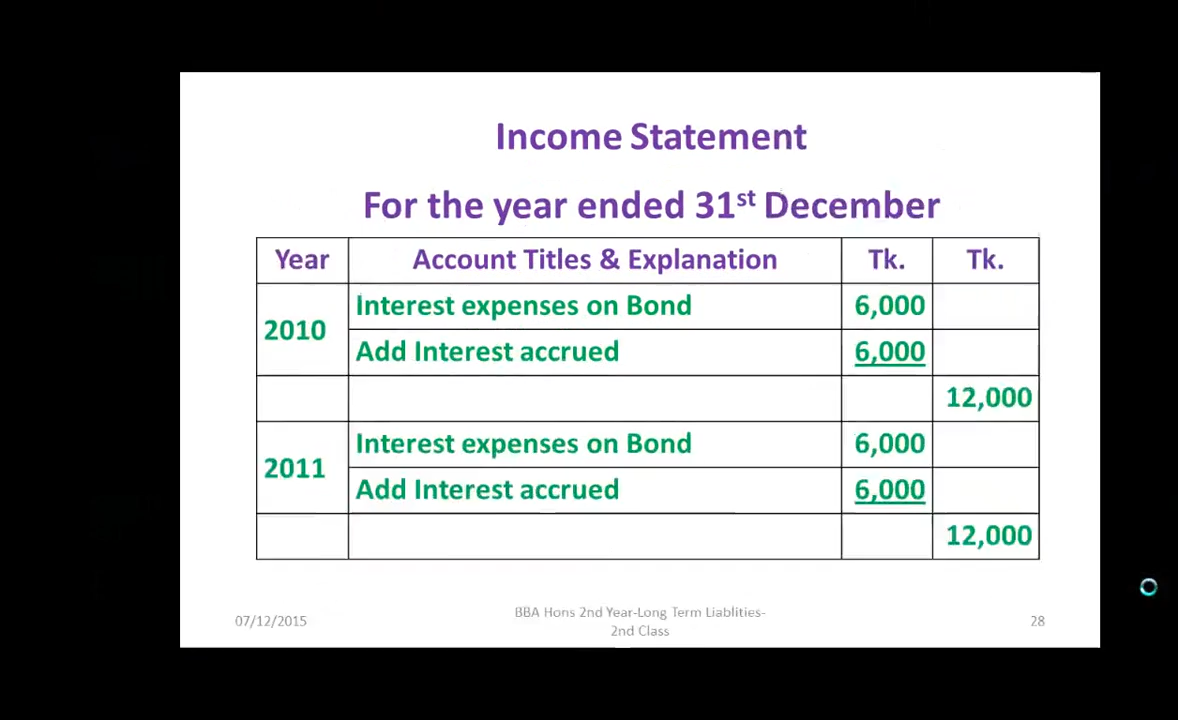 Income Statement
For the year ended 31st December
Year Account Titles & Explanation Tk. Tk.
2010
Interest expenses on Bond 6,000
Add Interest accrued 6,000
12,000
2011
Interest expenses on Bond 6,000
Add Interest accrued 6,000
12,000
07/12/2015
BBA Hons 2nd Year-Long Term Liablities-
2nd Class
28